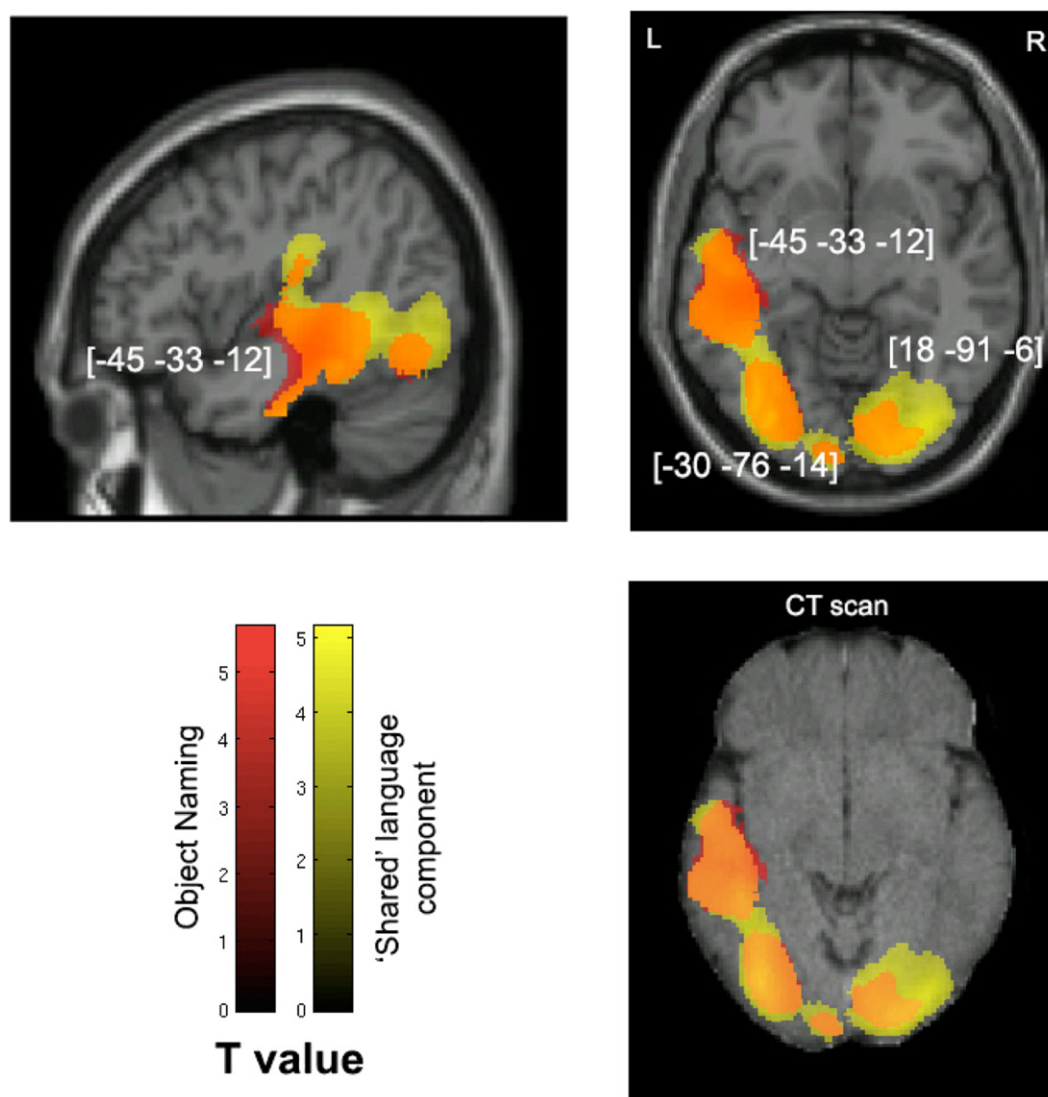 L
R
[-45 -33 -12]
[-45 -33 -12]
[18 -91 -6]
[-30 -76 -14]
CT scan
5
4
3
2
1
0
Object Naming
5
4
3
2
1
0
‘Shared’ language
component
T value